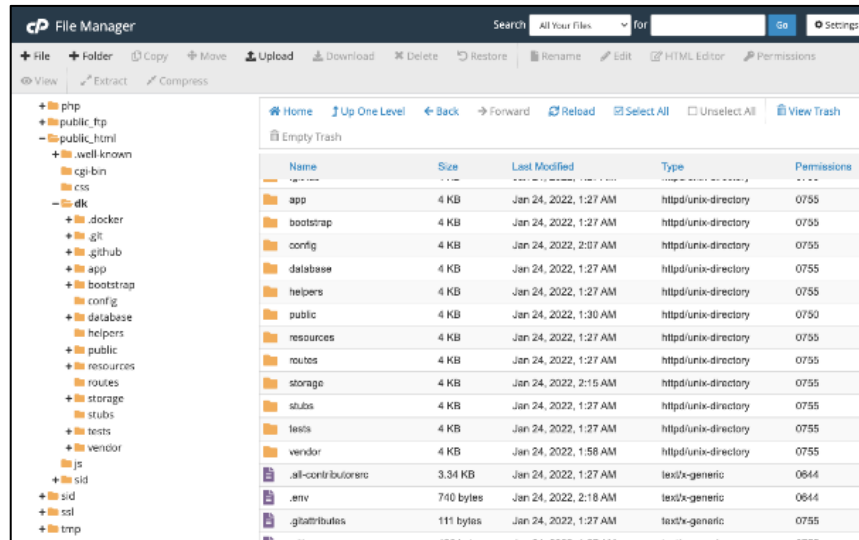 cP File Manager Search All Your Files for Go Settings
+ File + Folder Copy Move Upload Download Delete Restore Rename Edit HTML Editor Permissions
View Extract Compress
Home Up One Level Back Forward Reload Select All Unselect All View Trash
Empty Trash
+ php
+ public_ftp
- public_html
+ .well-known
cgi-bin
css
- dk
+ .docker
+ .git
+ .github
+ app
+ bootstrap
config
+ database
helpers
+ public
+ resources
routes
+ storage
stubs
+ tests
+ vendor
js
+ sid
+ sid
+ ssl
+ tmp
Name Size Last Modified Type Permissions
app 4 KB Jan 24, 2022, 1:27 AM httpd/unix-directory 0755
bootstrap 4 KB Jan 24, 2022, 1:27 AM httpd/unix-directory 0755
config 4 KB Jan 24, 2022, 2:07 AM httpd/unix-directory 0755
database 4 KB Jan 24, 2022, 1:27 AM httpd/unix-directory 0755
helpers 4 KB Jan 24, 2022, 1:27 AM httpd/unix-directory 0755
public 4 KB Jan 24, 2022, 1:30 AM httpd/unix-directory 0750
resources 4 KB Jan 24, 2022, 1:27 AM httpd/unix-directory 0755
routes 4 KB Jan 24, 2022, 1:27 AM httpd/unix-directory 0755
storage 4 KB Jan 24, 2022, 2:15 AM httpd/unix-directory 0755
stubs 4 KB Jan 24, 2022, 1:27 AM httpd/unix-directory 0755
tests 4 KB Jan 24, 2022, 1:27 AM httpd/unix-directory 0755
vendor 4 KB Jan 24, 2022, 1:58 AM httpd/unix-directory 0755
.all-contributorsrc 3.34 KB Jan 24, 2022, 1:27 AM text/x-generic 0644
.env 740 bytes Jan 24, 2022, 2:18 AM text/x-generic 0644
.gitattributes 111 bytes Jan 24, 2022, 1:27 AM text/x-generic 0755